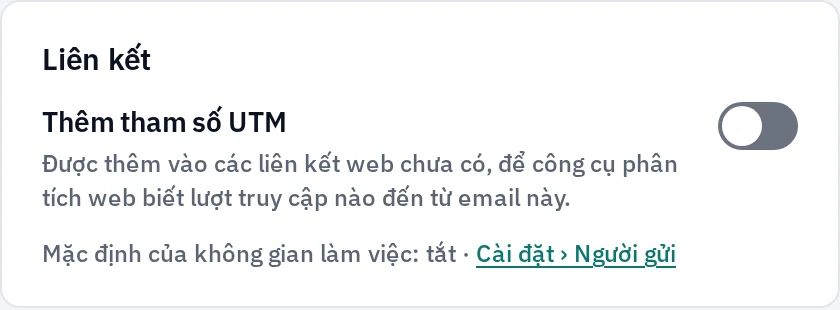 Liên kết
Thêm tham số UTM
Được thêm vào các liên kết web chưa có, để công cụ phân
tích web biết lượt truy cập nào đến từ email này.
Mặc định của không gian làm việc: tắt · Cài đặt › Người gửi